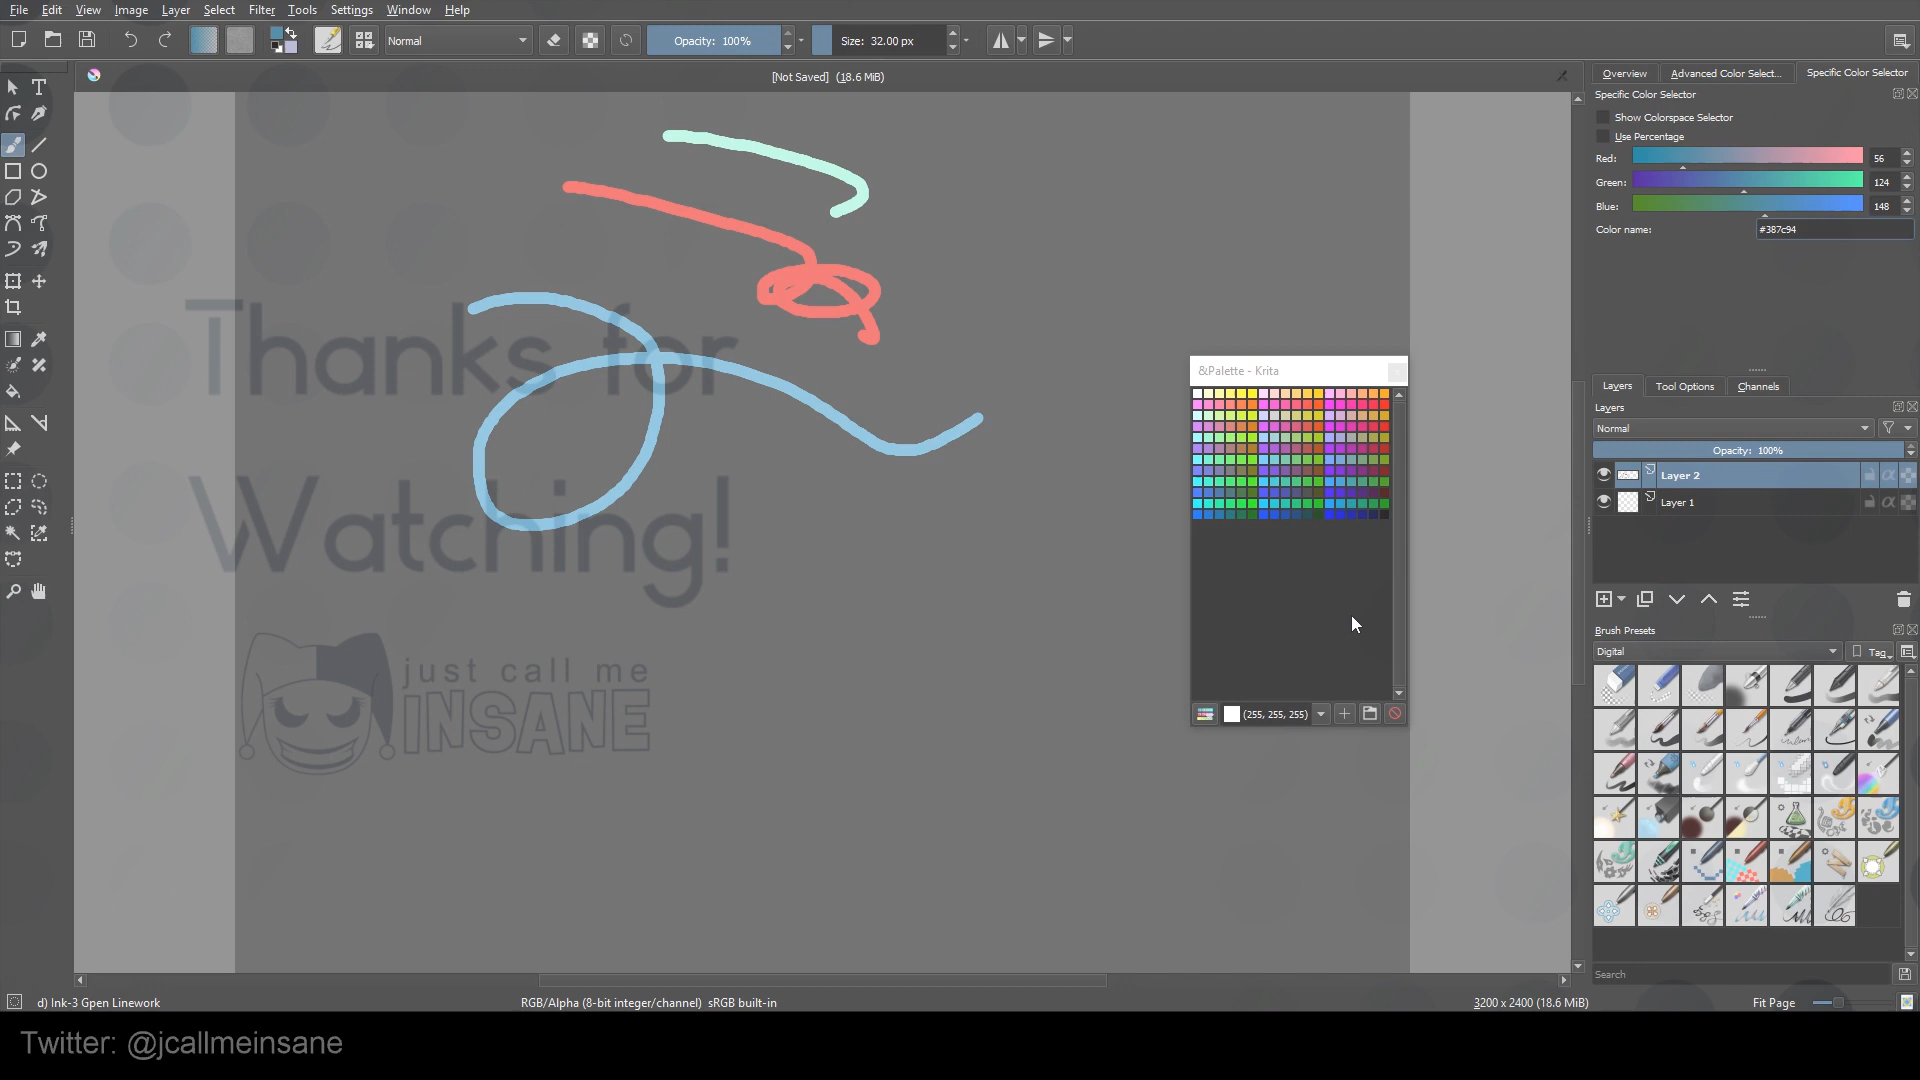 File Edit View Image Layer Select Filter Tools Settings Window Help
Normal
Opacity: 100%
Size: 32.00 px
[Not Saved] (18.6 MiB)
Overview
Advanced Color Select...
Specific Color Selector
Specific Color Selector
Show Colorspace Selector
Use Percentage
Red: 56
Green: 124
Blue: 148
Color name: #387c94
Thanks for
Watching!
just call me
INSANE
&Palette - Krita
(255, 255, 255)
Layers Tool Options Channels
Layers
Normal
Opacity: 100%
Layer 2
Layer 1
Brush Presets
Digital
Tag
Search
d) Ink-3 Gpen Linework
RGB/Alpha (8-bit integer/channel) sRGB built-in
3200 x 2400 (18.6 MiB)
Fit Page
Twitter: @jcallmeinsane